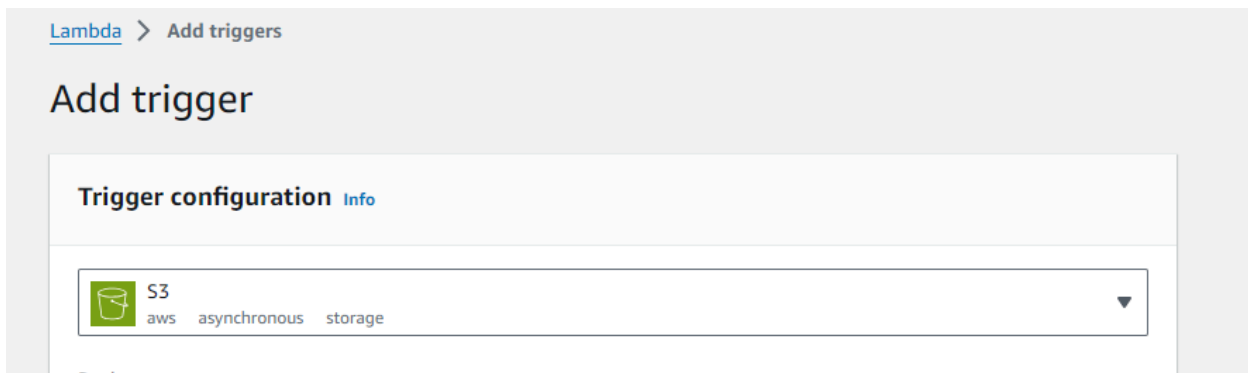 Lambda > Add triggers
Add trigger
Trigger configuration Info
S3
aws asynchronous storage